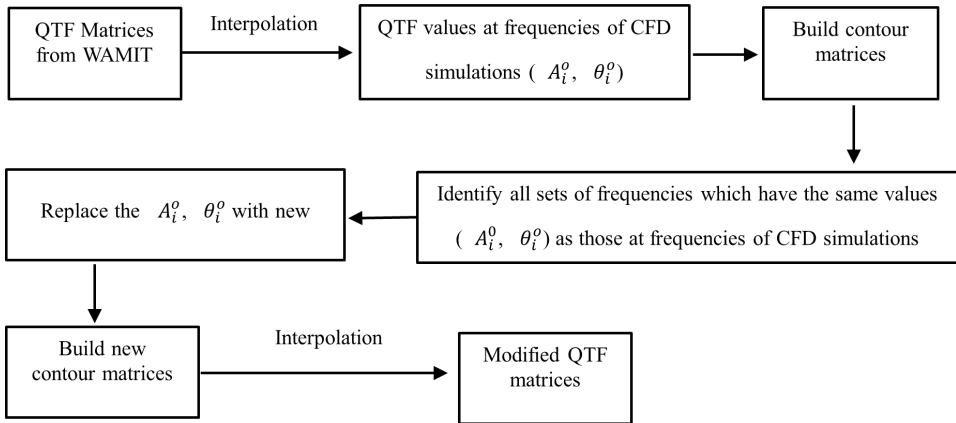 QTF Matrices
from WAMIT
Interpolation
QTF values at frequencies of CFD
simulations ( A_i^o, θ_i^o)
Build contour
matrices
Identify all sets of frequencies which have the same values
( A_i^0, θ_i^o) as those at frequencies of CFD simulations
Replace the A_i^o, θ_i^o with new
Build new
contour matrices
Interpolation
Modified QTF
matrices